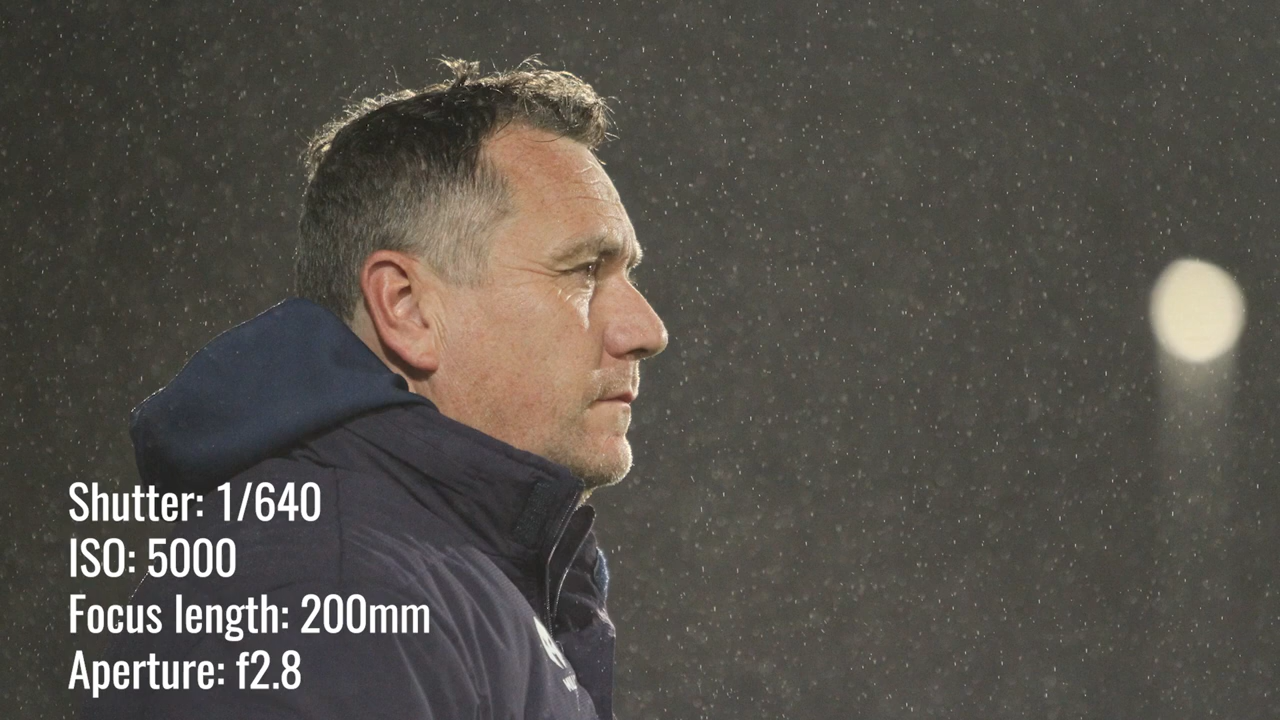 Shutter: 1/640
ISO: 5000
Focus length: 200mm
Aperture: f2.8